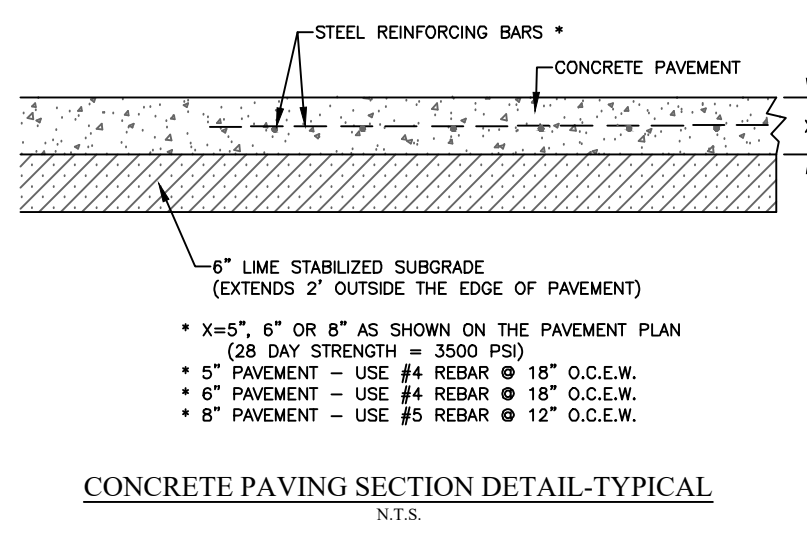 STEEL REINFORCING BARS *
CONCRETE PAVEMENT
6" LIME STABILIZED SUBGRADE
(EXTENDS 2' OUTSIDE THE EDGE OF PAVEMENT)
* X=5", 6" OR 8" AS SHOWN ON THE PAVEMENT PLAN
(28 DAY STRENGTH = 3500 PSI)
* 5" PAVEMENT – USE #4 REBAR @ 18" O.C.E.W.
* 6" PAVEMENT – USE #4 REBAR @ 18" O.C.E.W.
* 8" PAVEMENT – USE #5 REBAR @ 12" O.C.E.W.
CONCRETE PAVING SECTION DETAIL-TYPICAL
N.T.S.